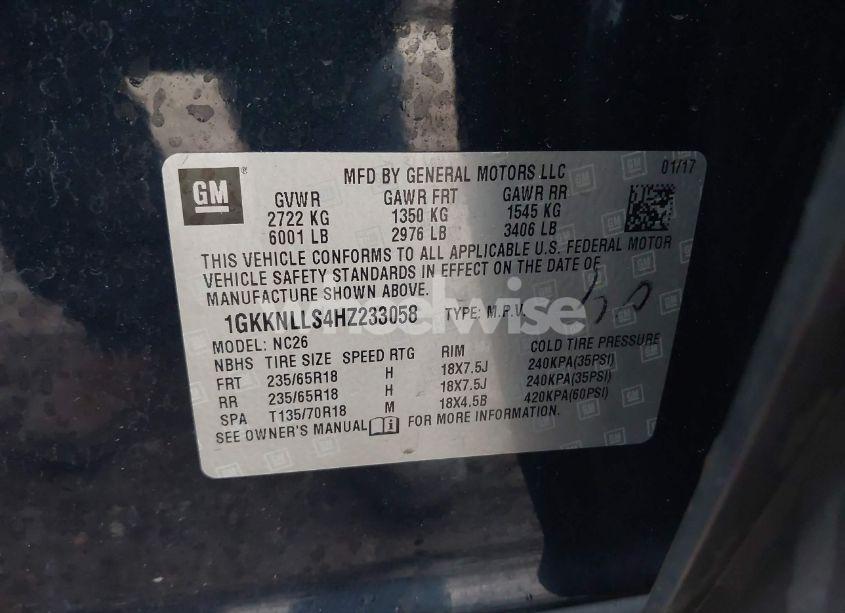 GM
MFD BY GENERAL MOTORS LLC
01/17
GVWR GAWR FRT GAWR RR
2722 KG 1350 KG 1545 KG
6001 LB 2976 LB 3406 LB
THIS VEHICLE CONFORMS TO ALL APPLICABLE U.S. FEDERAL MOTOR
VEHICLE SAFETY STANDARDS IN EFFECT ON THE DATE OF
MANUFACTURE SHOWN ABOVE.
1GKKNLLS4HZ233058 TYPE: M.P.V.
MODEL: NC26
NBHS TIRE SIZE SPEED RTG RIM COLD TIRE PRESSURE
FRT 235/65R18 H 18X7.5J 240KPA(35PSI)
RR 235/65R18 H 18X7.5J 240KPA(35PSI)
SPA T135/70R18 M 18X4.5B 420KPA(60PSI)
SEE OWNER'S MANUAL FOR MORE INFORMATION.